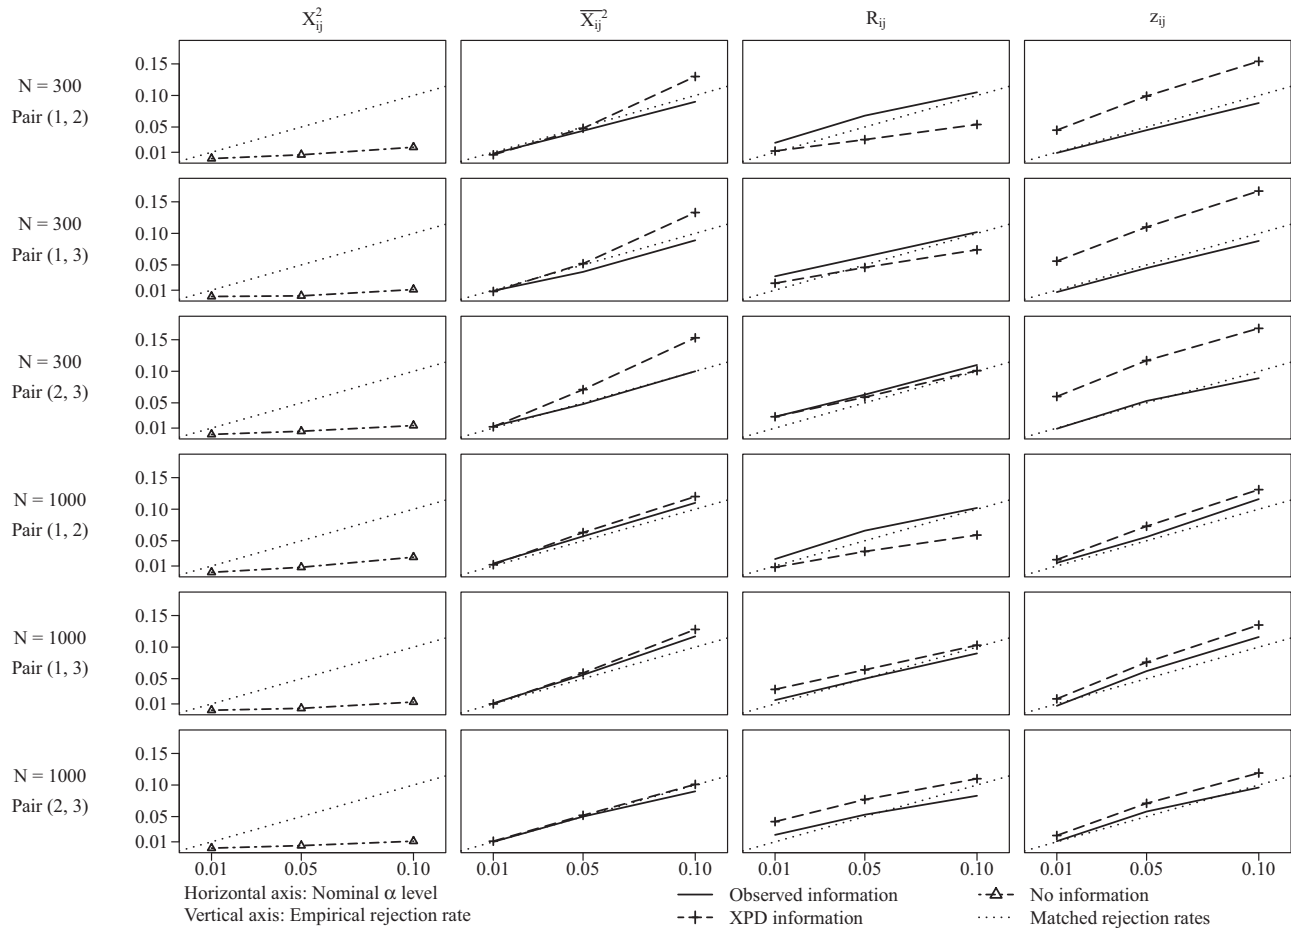 X²ᵢⱼ X̅ᵢⱼ̅² Rᵢⱼ zᵢⱼ
N = 300
Pair (1, 2)
0.15
0.10
0.05
0.01
N = 300
Pair (1, 3)
0.15
0.10
0.05
0.01
N = 300
Pair (2, 3)
0.15
0.10
0.05
0.01
N = 1000
Pair (1, 2)
0.15
0.10
0.05
0.01
N = 1000
Pair (1, 3)
0.15
0.10
0.05
0.01
N = 1000
Pair (2, 3)
0.15
0.10
0.05
0.01
0.01 0.05 0.10 0.01 0.05 0.10 0.01 0.05 0.10 0.01 0.05 0.10
Horizontal axis: Nominal α level
Vertical axis: Empirical rejection rate
Observed information
XPD information
No information
Matched rejection rates